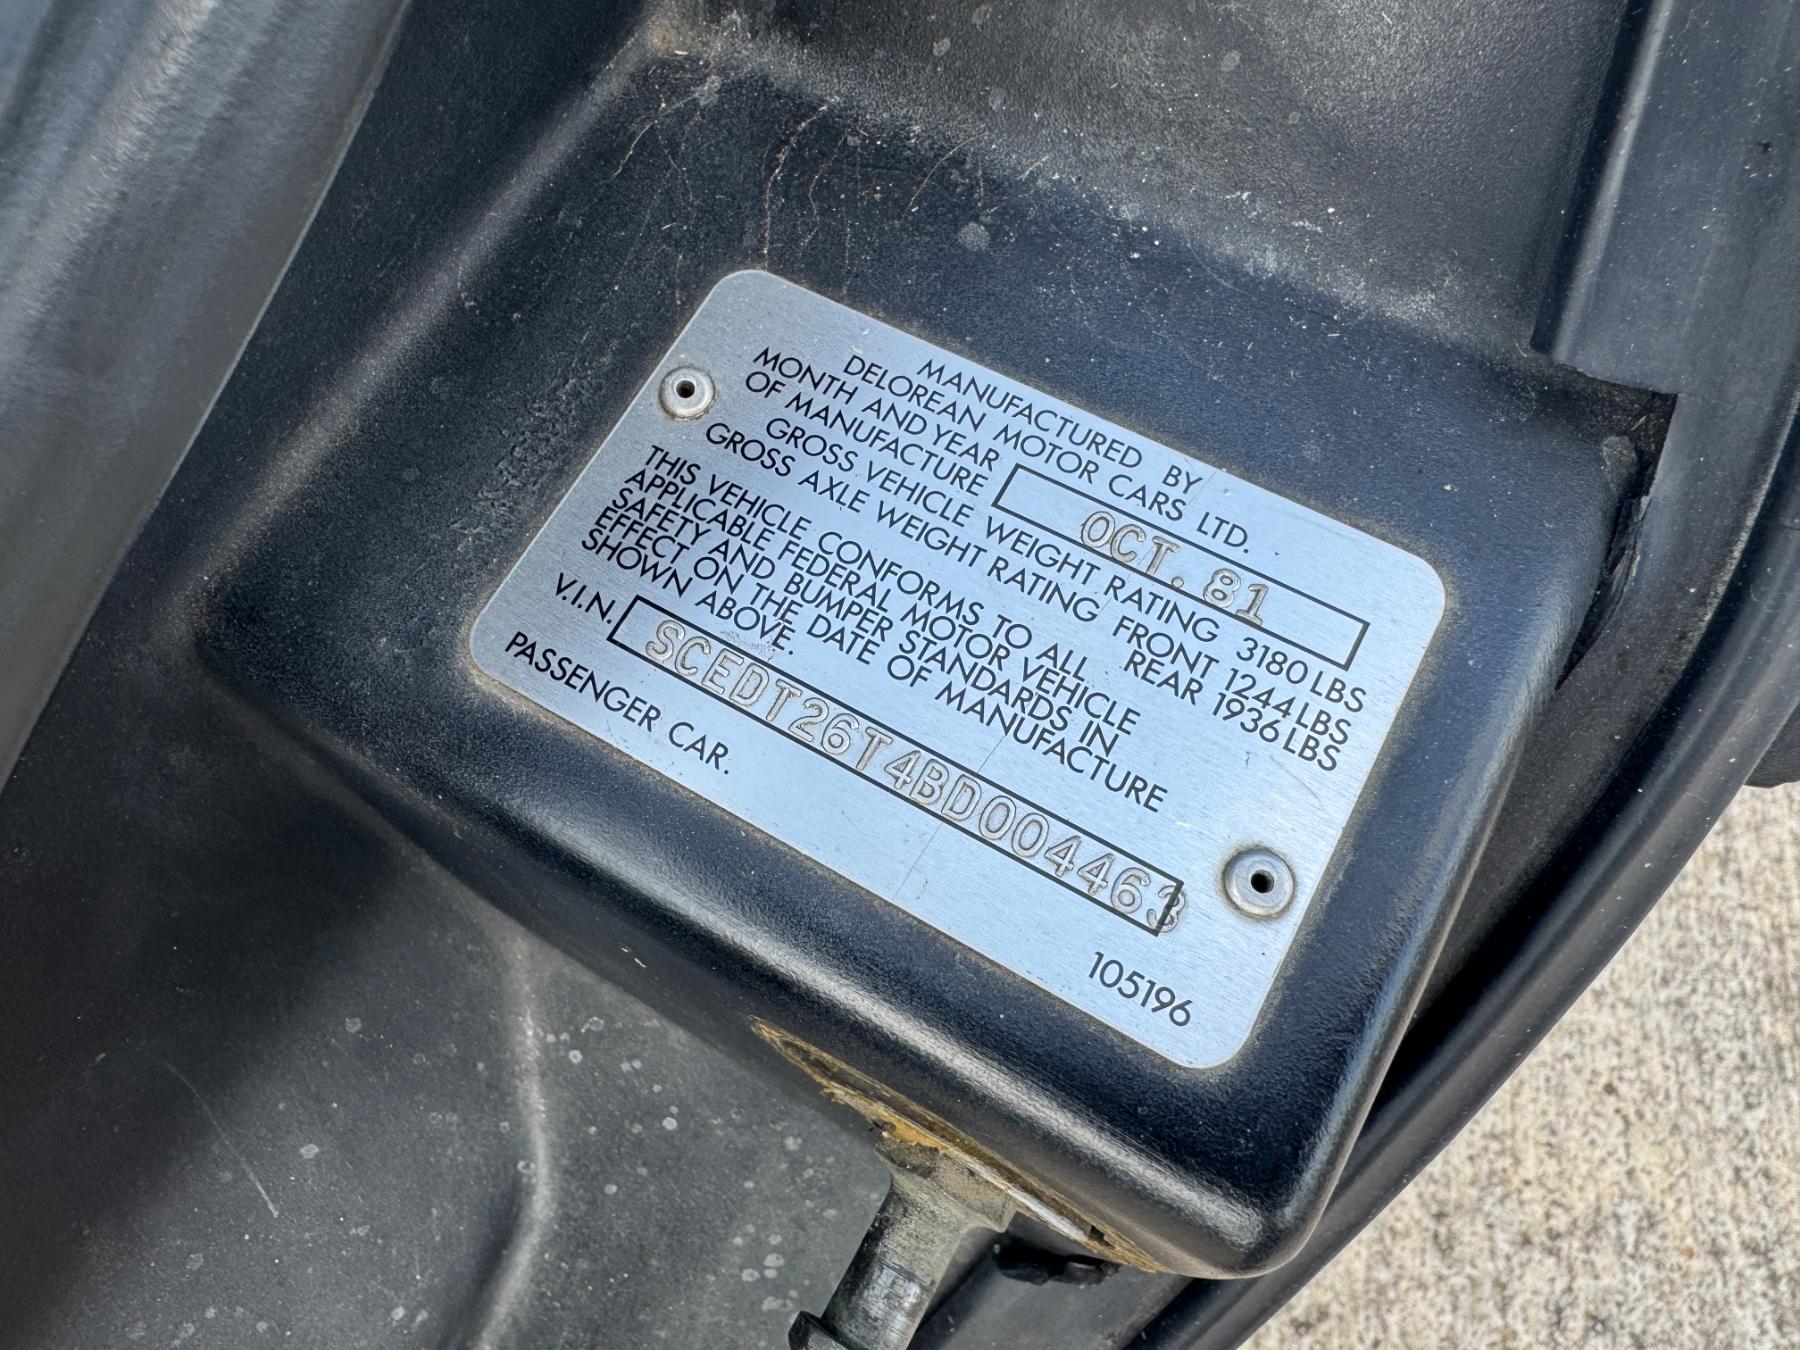 MANUFACTURED BY
DELOREAN MOTOR CARS LTD.
MONTH AND YEAR
OF MANUFACTURE OCT.81
GROSS VEHICLE WEIGHT RATING 3180 LBS
GROSS AXLE WEIGHT RATING FRONT 1244 LBS
REAR 1936 LBS
THIS VEHICLE CONFORMS TO ALL
APPLICABLE FEDERAL MOTOR VEHICLE
SAFETY AND BUMPER STANDARDS IN
EFFECT ON THE DATE OF MANUFACTURE
SHOWN ABOVE.
V.I.N. SCEDT26T4BD004463
PASSENGER CAR.
105196